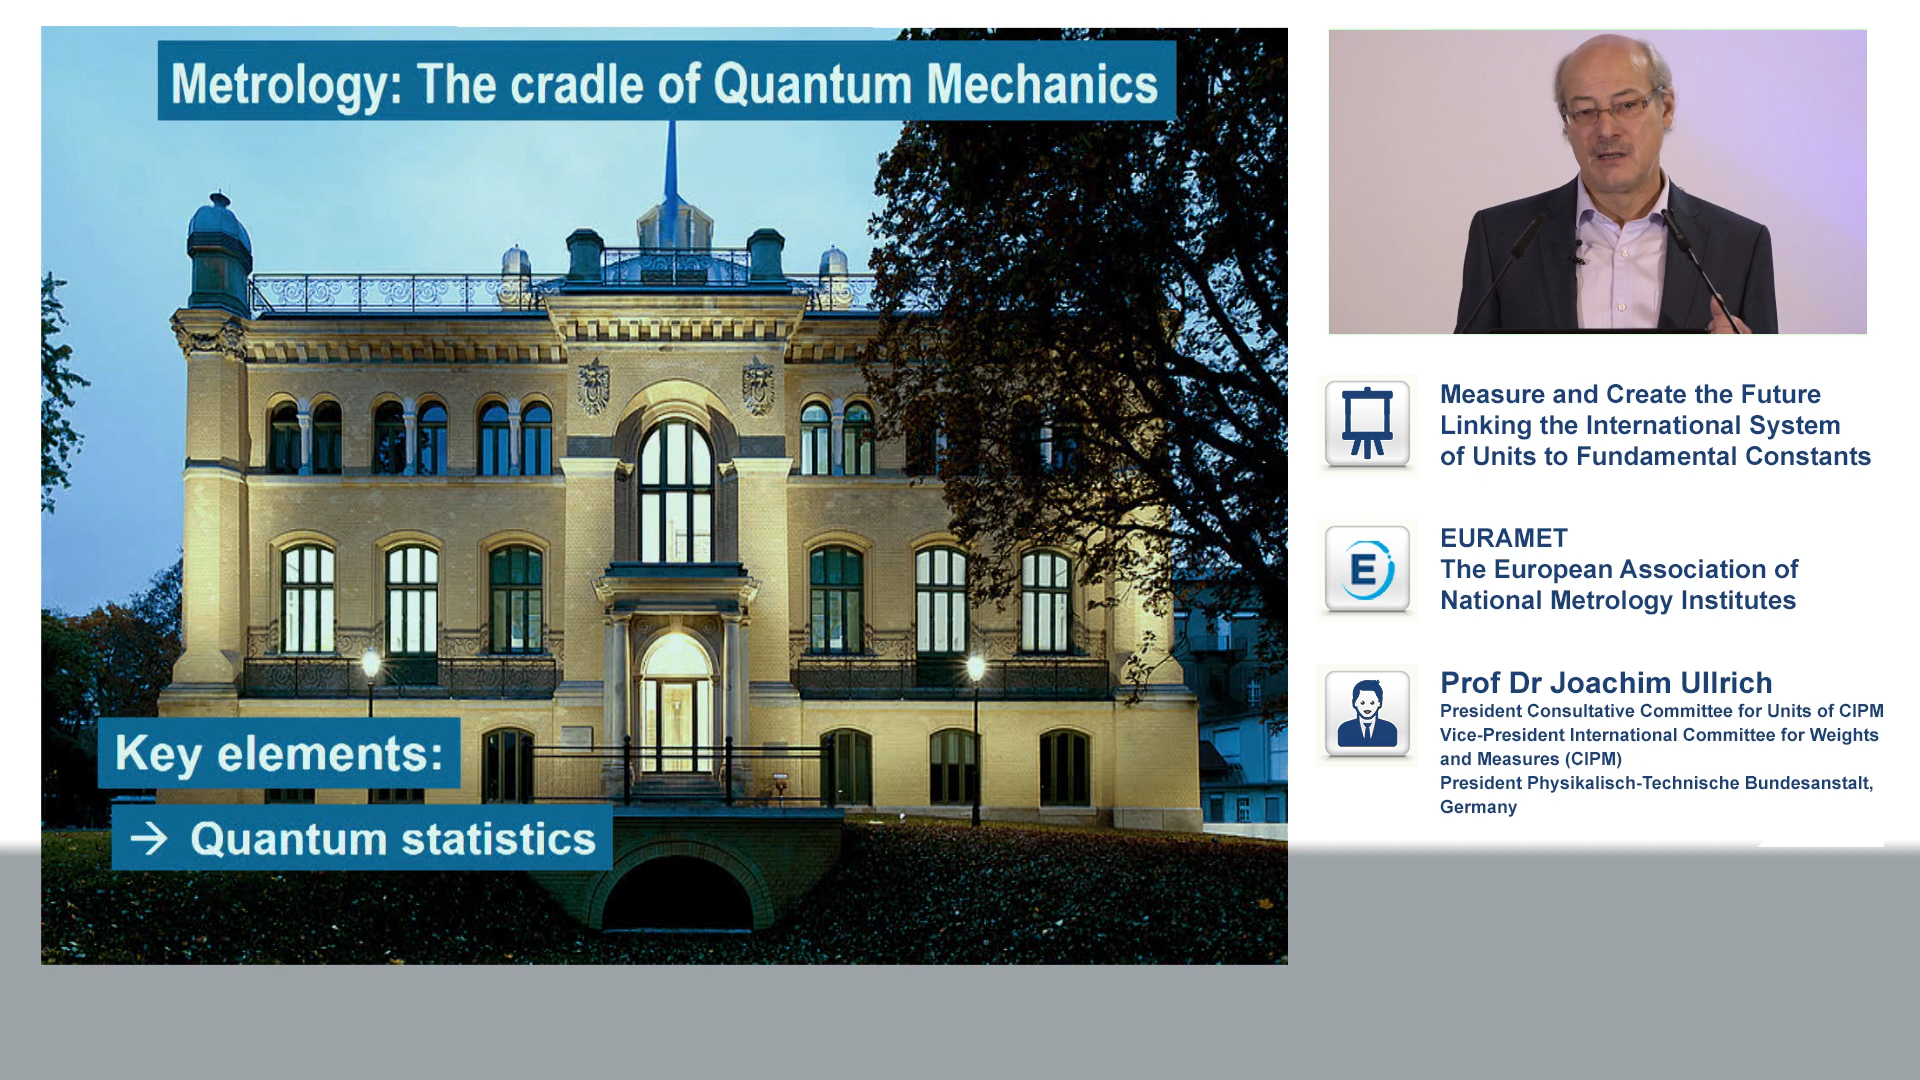 Metrology: The cradle of Quantum Mechanics
Key elements:
→ Quantum statistics
Measure and Create the Future
Linking the International System
of Units to Fundamental Constants
E
EURAMET
The European Association of
National Metrology Institutes
Prof Dr Joachim Ullrich
President Consultative Committee for Units of CIPM
Vice-President International Committee for Weights
and Measures (CIPM)
President Physikalisch-Technische Bundesanstalt,
Germany